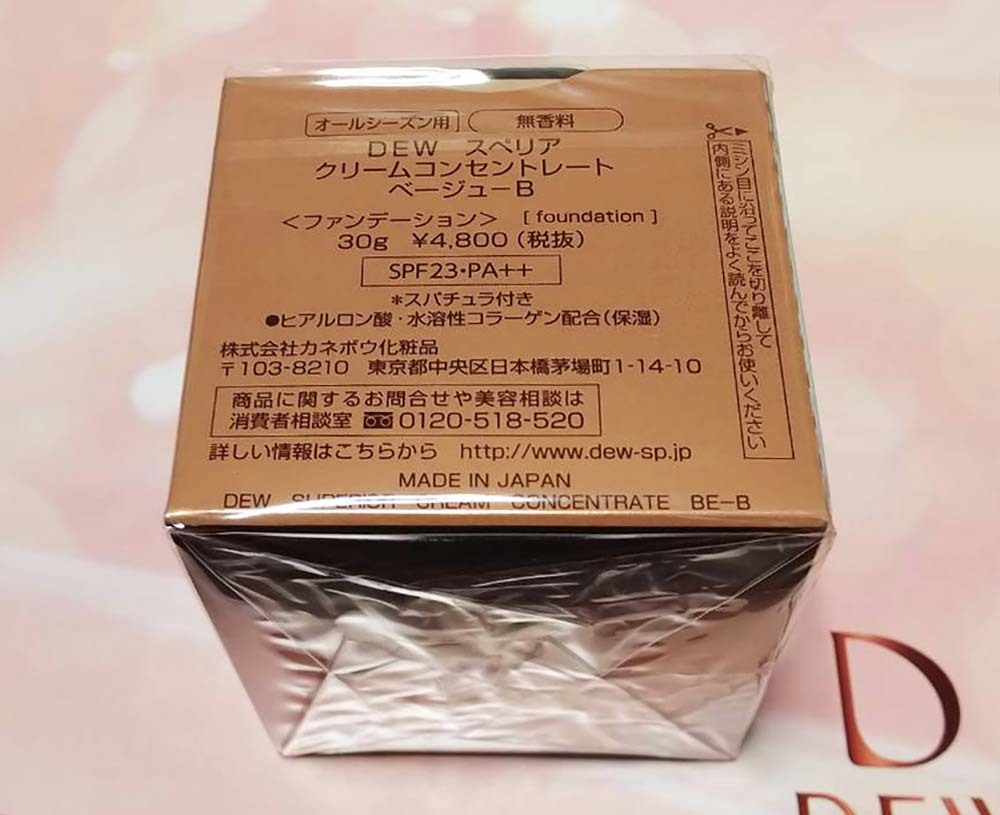 オールシーズン用 無香料
DEW スペリア
クリームコンセントレート
ベージュ-B
<ファンデーション> [foundation]
30g ¥4,800(税抜)
SPF23・PA++
*スパチュラ付き
●ヒアルロン酸・水溶性コラーゲン配合(保湿)
株式会社カネボウ化粧品
〒103-8210 東京都中央区日本橋茅場町1-14-10
商品に関するお問合せや美容相談は
消費者相談室 0120-518-520
詳しい情報はこちらから http://www.dew-sp.jp
MADE IN JAPAN
DEW SUPERIOR CREAM CONCENTRATE BE-B
ミシン目に沿ってここを切り離して
内側にある説明をよく読んでからお使いください
D
DEW